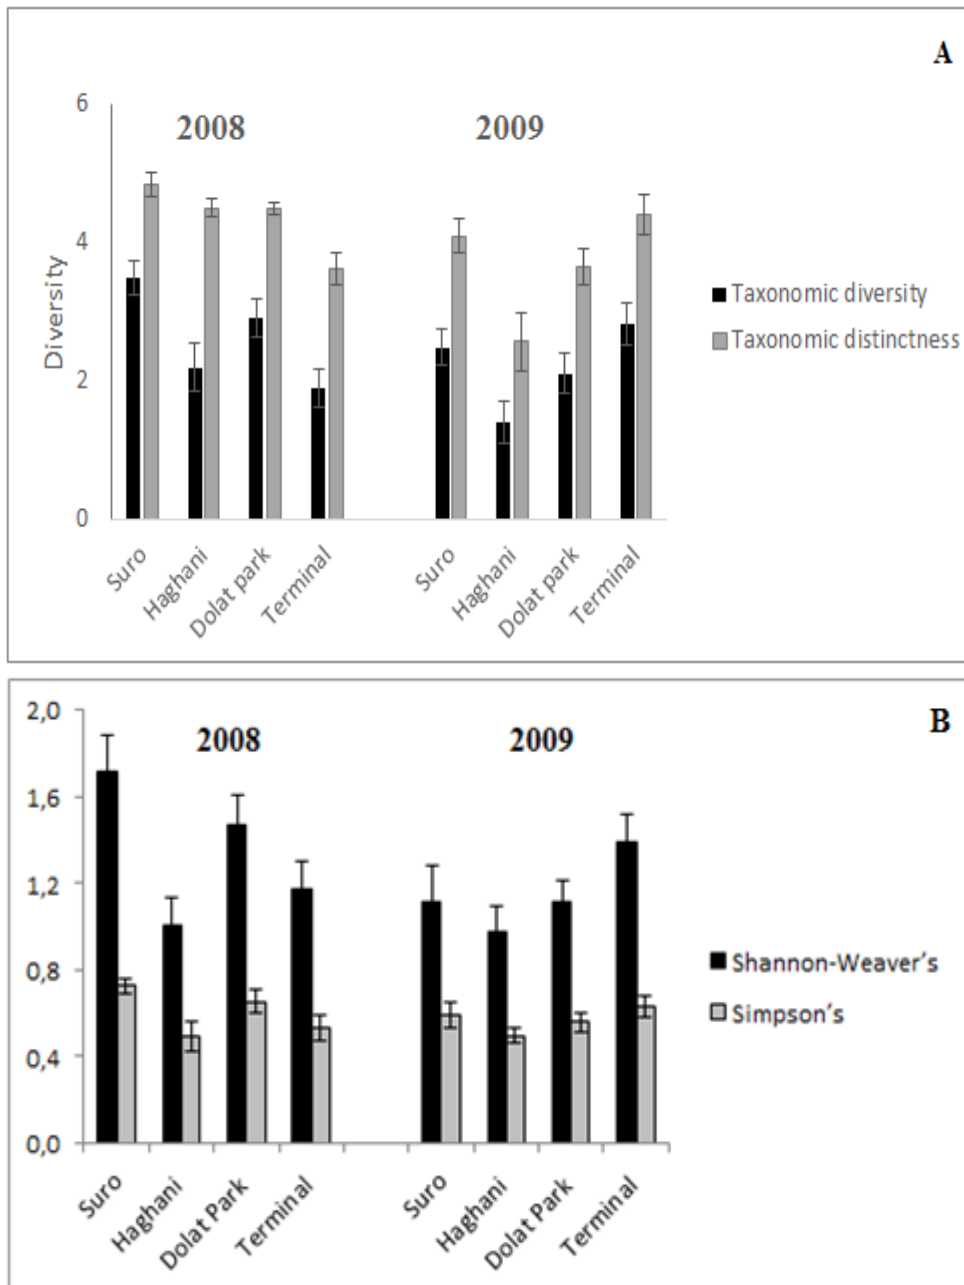 A
6
2008 2009
4
Diversity
Taxonomic diversity
Taxonomic distinctness
2
0
Suro Haghani Dolat park Terminal Suro Haghani Dolat park Terminal
2,0
B
2008 2009
1,6
1,2
Shannon-Weaver's
0,8
Simpson's
0,4
0,0
Suro Haghani Dolat Park Terminal Suro Haghani Dolat Park Terminal